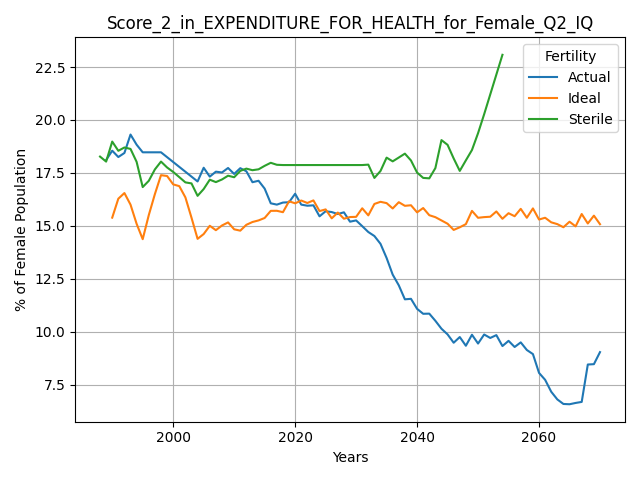 Score_2_in_EXPENDITURE_FOR_HEALTH_for_Female_Q2_IQ
Fertility
Actual
Ideal
Sterile
% of Female Population
22.5
20.0
17.5
15.0
12.5
10.0
7.5
2000
2020
2040
2060
Years